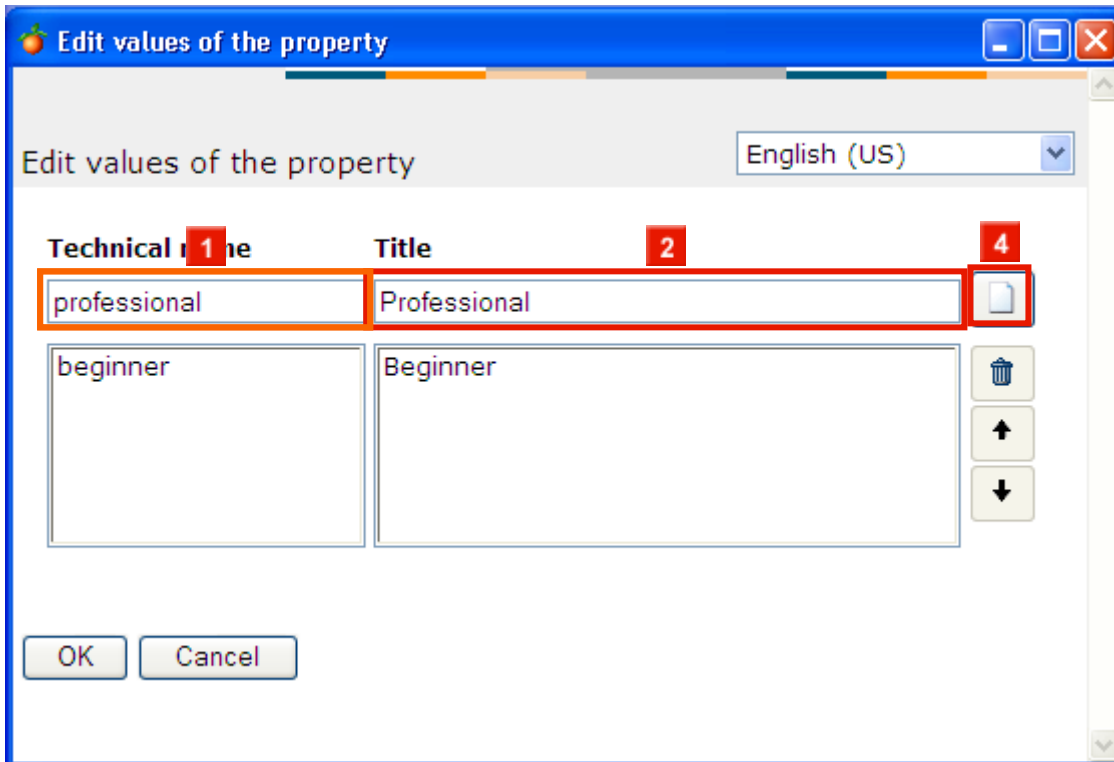 Edit values of the property
Edit values of the property English (US)
1 2 4
Technical n me Title
professional Professional
beginner Beginner
OK Cancel